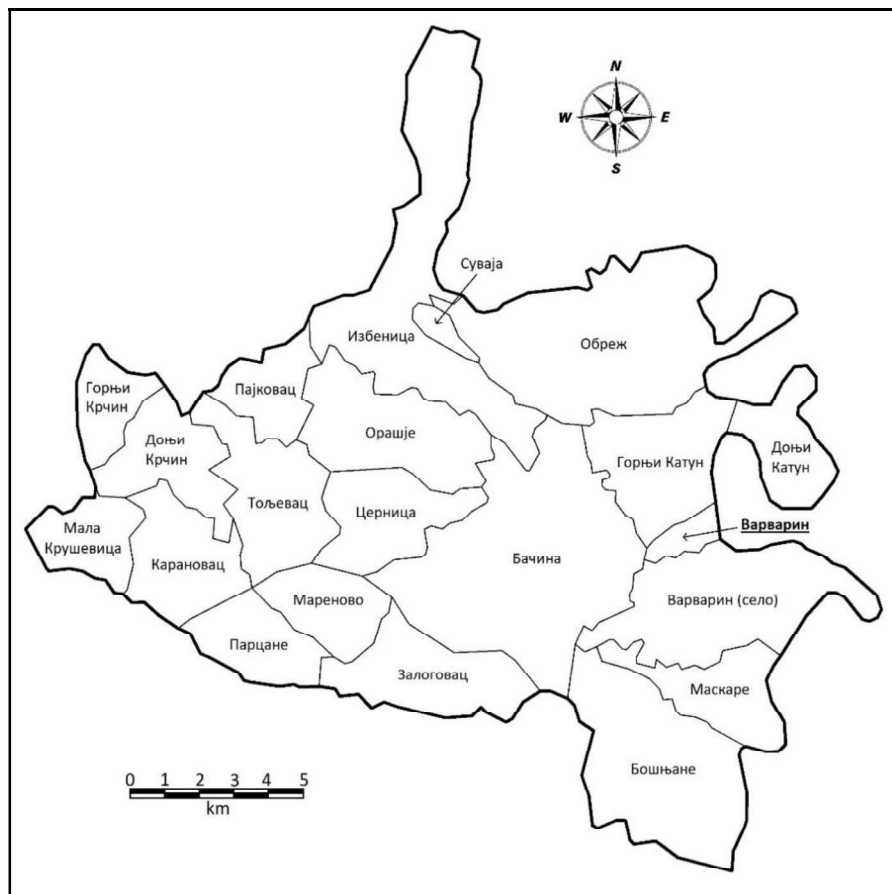 N
W E
S
Суваја
Избеница
Обреж
Горњи
Крчин
Пајковац
Доњи
Крчин
Орашје
Горњи Катун
Доњи
Катун
Тољевац
Церница
Мала
Крушевица
Варварин
Карановац
Бачина
Мареново
Варварин (село)
Парцане
Залоговац
Маскаре
Бошњане
0 1 2 3 4 5
km